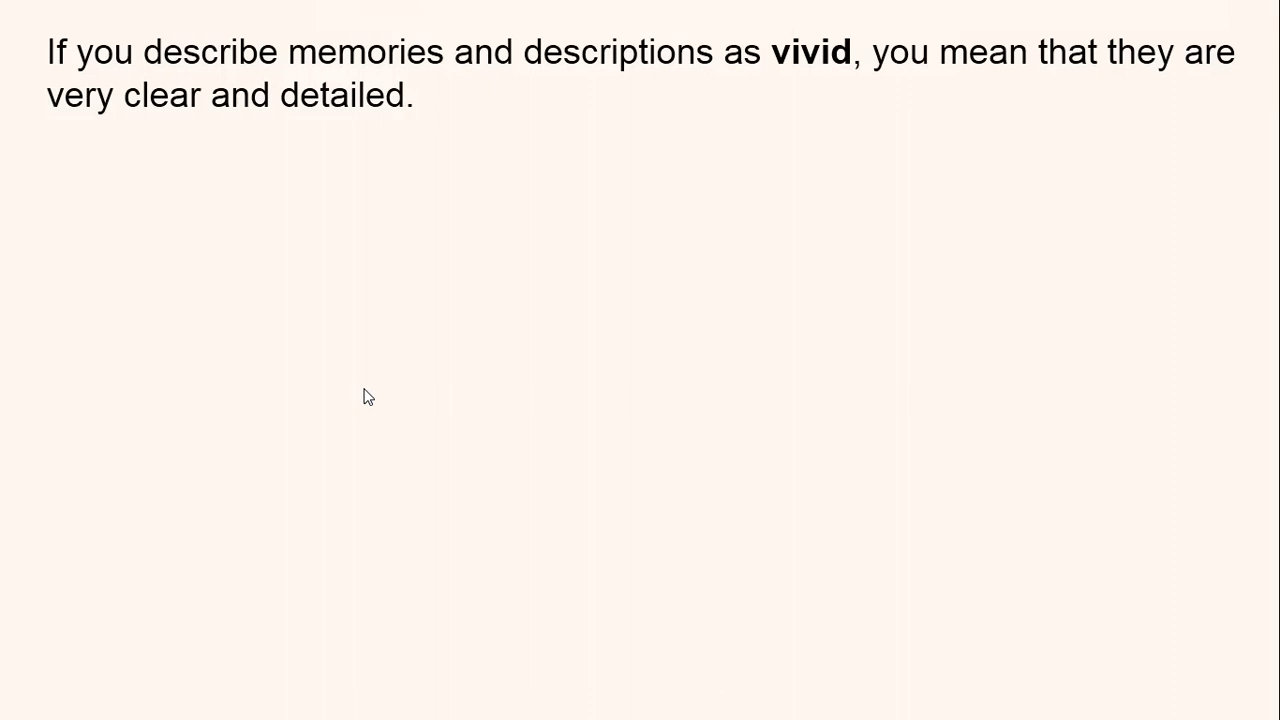 If you describe memories and descriptions as vivid, you mean that they are
very clear and detailed.